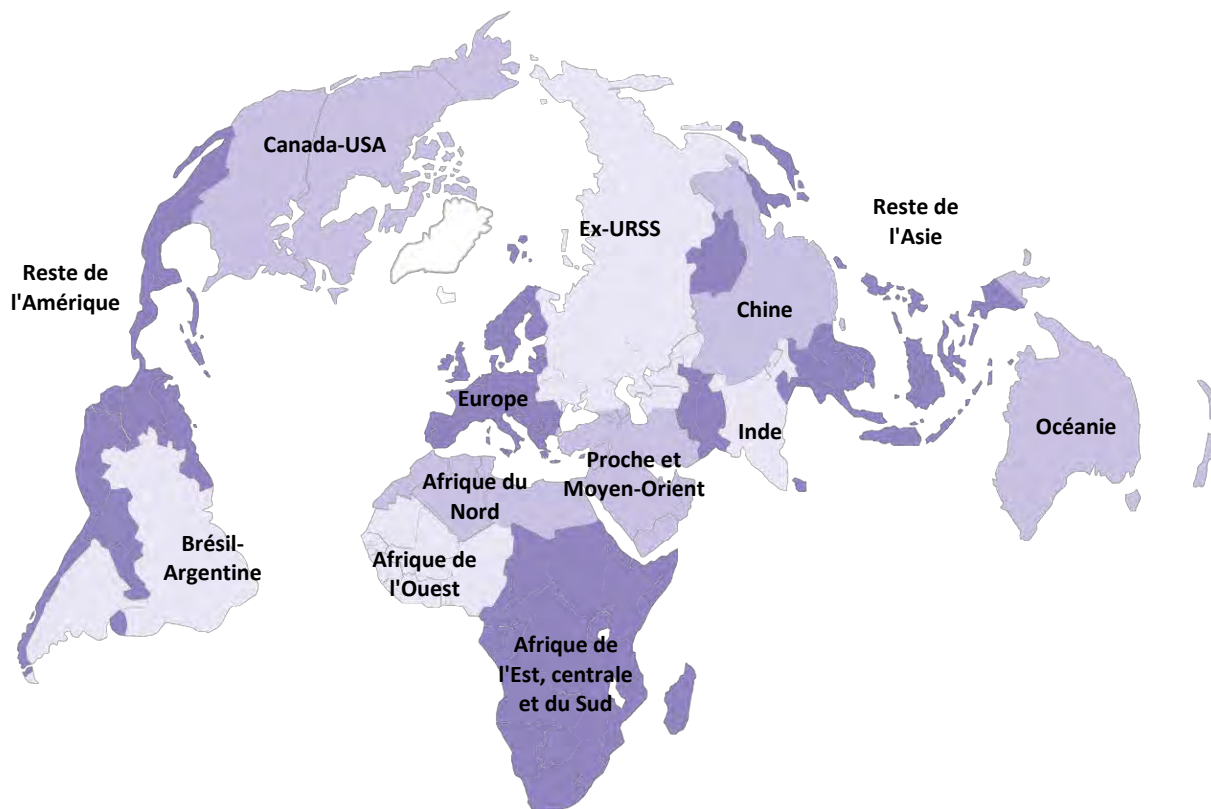 Canada-USA
Ex-URSS
Reste de
l'Asie
Reste de
l'Amérique
Chine
Europe
Inde
Océanie
Proche et
Moyen-Orient
Afrique du
Nord
Brésil-
Argentine
Afrique de
l'Ouest
Afrique de
l'Est, centrale
et du Sud